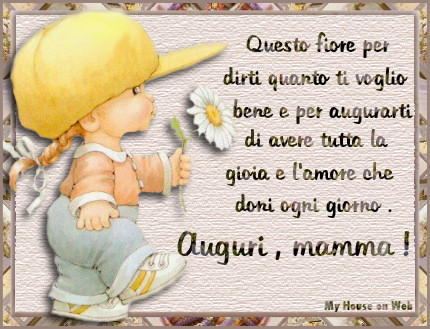 Questo fiore per
dirti quanto ti voglio
bene e per augurarti
di avere tutta la
gioia e l'amore che
doni ogni giorno .
Auguri , mamma !
My House on Web